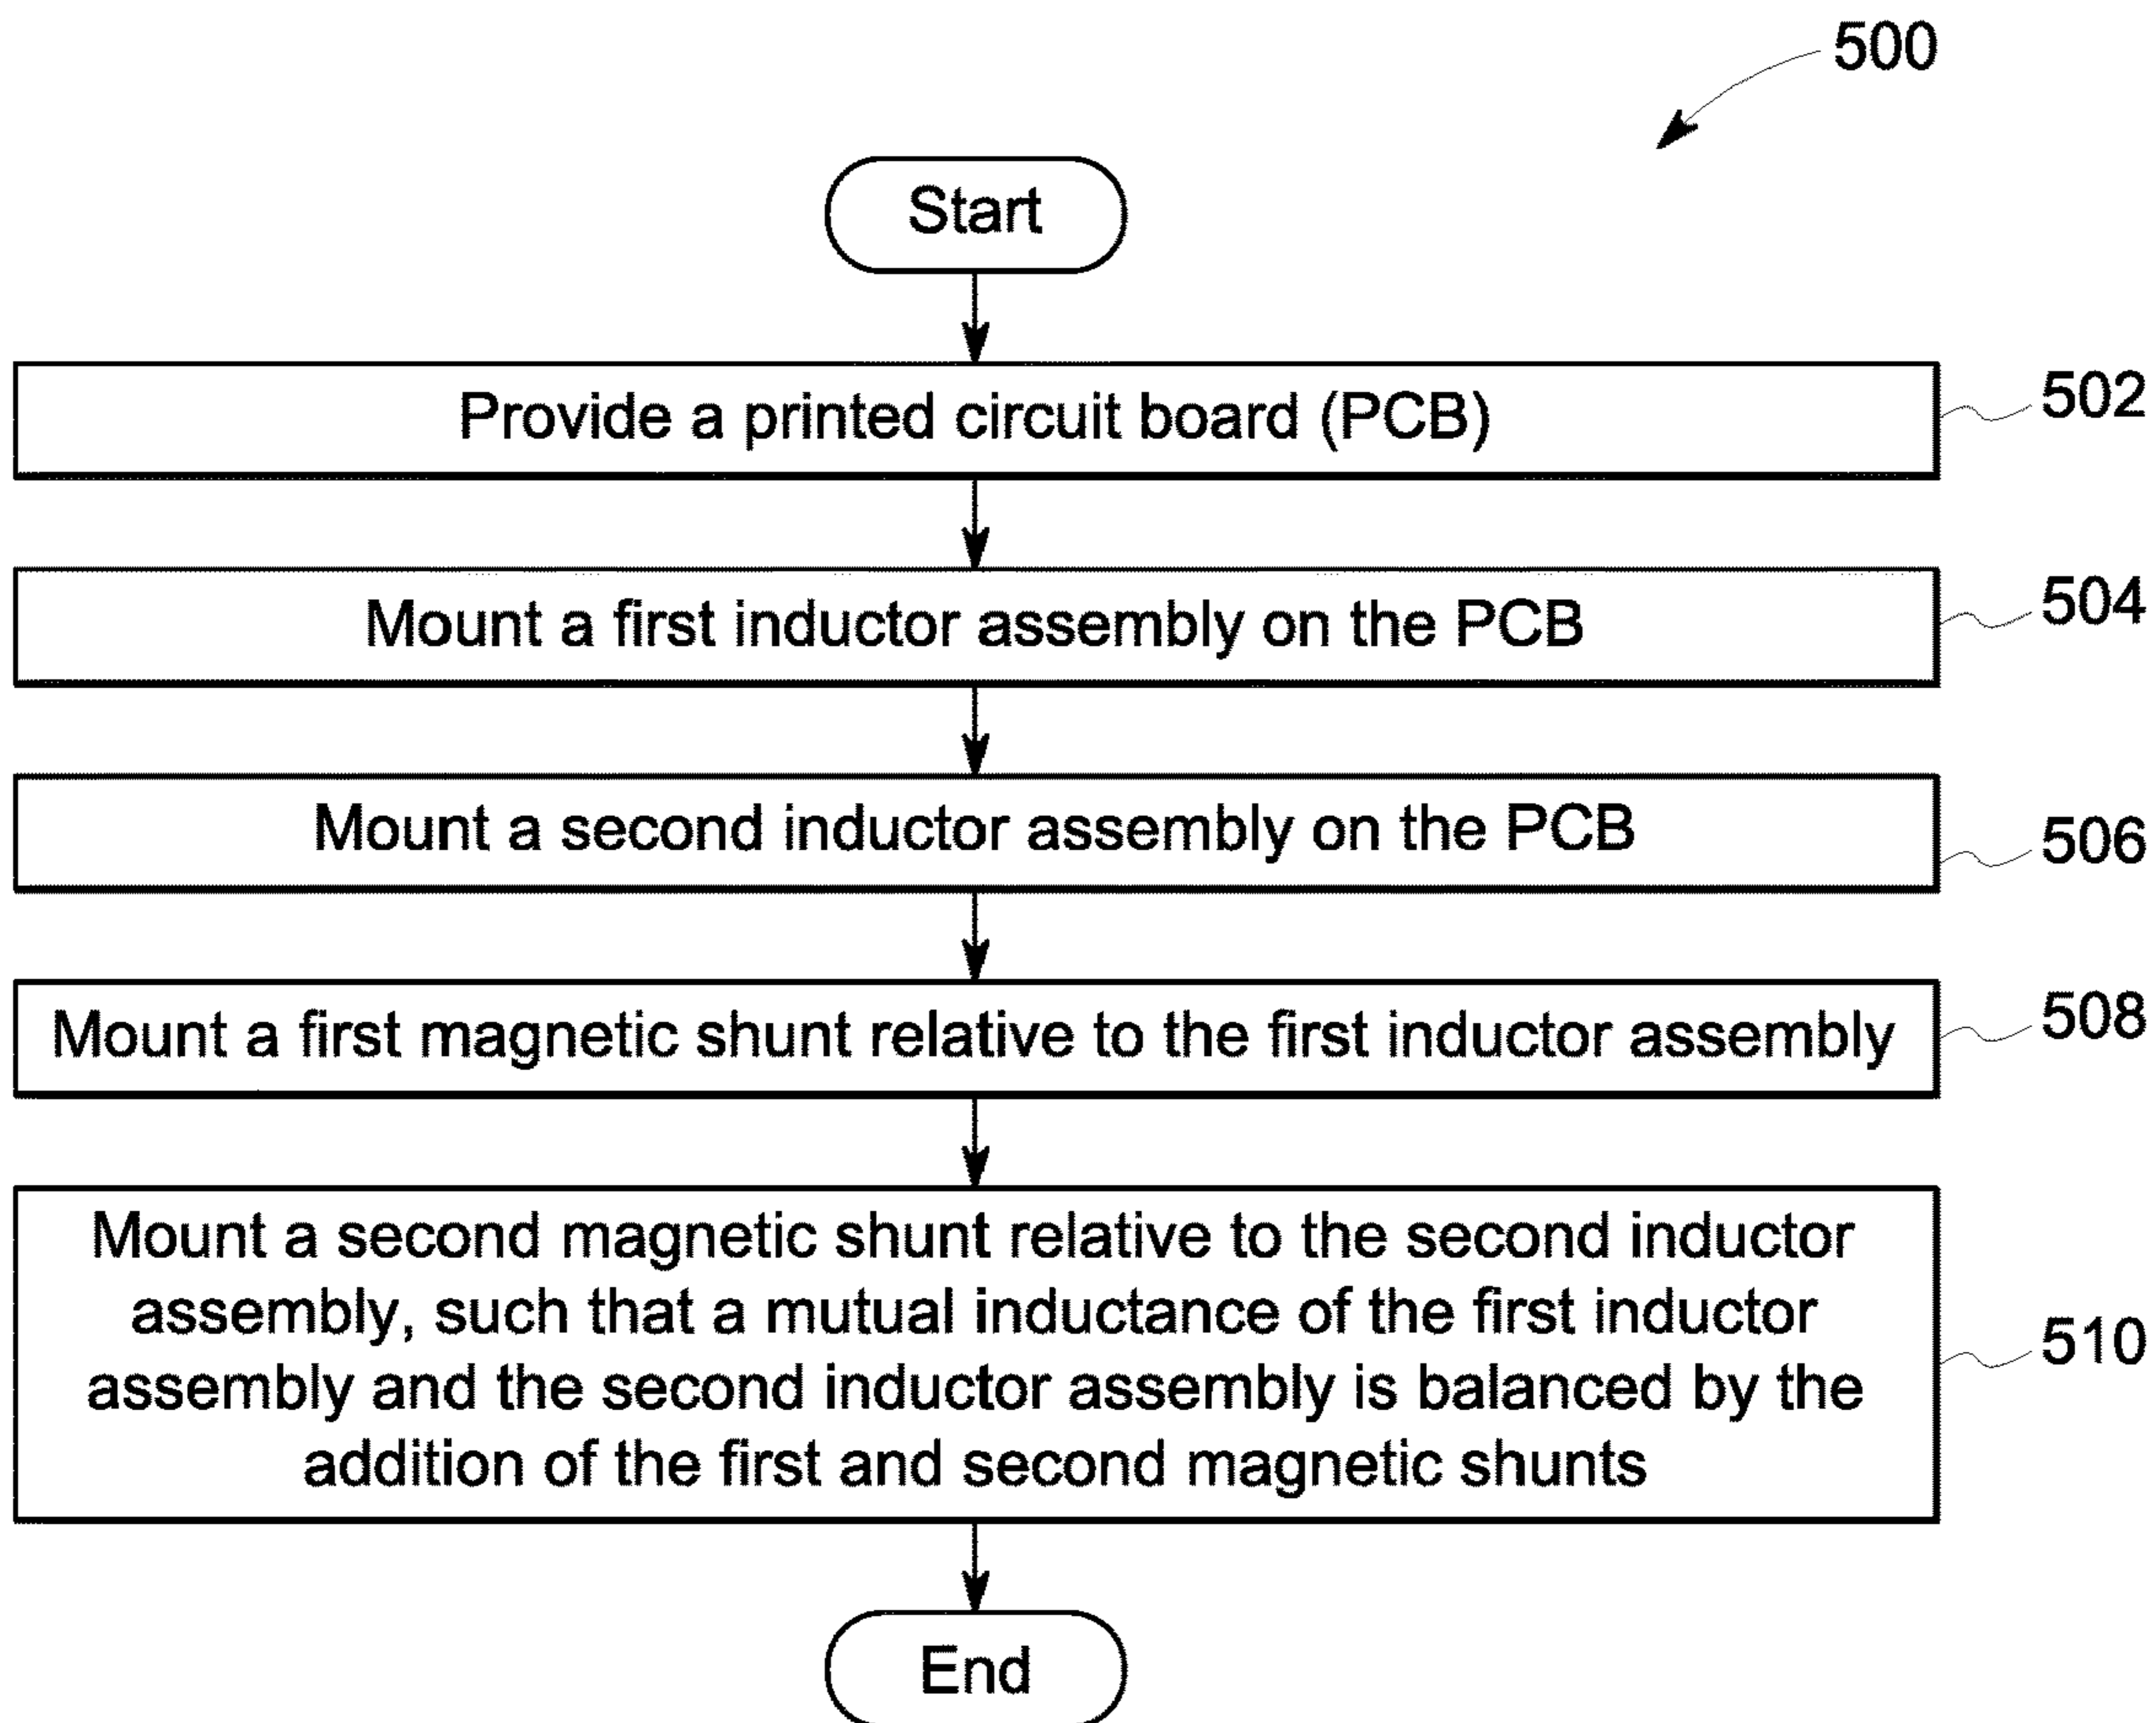 500
Start
Provide a printed circuit board (PCB)
502
Mount a first inductor assembly on the PCB
504
Mount a second inductor assembly on the PCB
506
Mount a first magnetic shunt relative to the first inductor assembly
508
Mount a second magnetic shunt relative to the second inductor
assembly, such that a mutual inductance of the first inductor
assembly and the second inductor assembly is balanced by the
addition of the first and second magnetic shunts
510
End